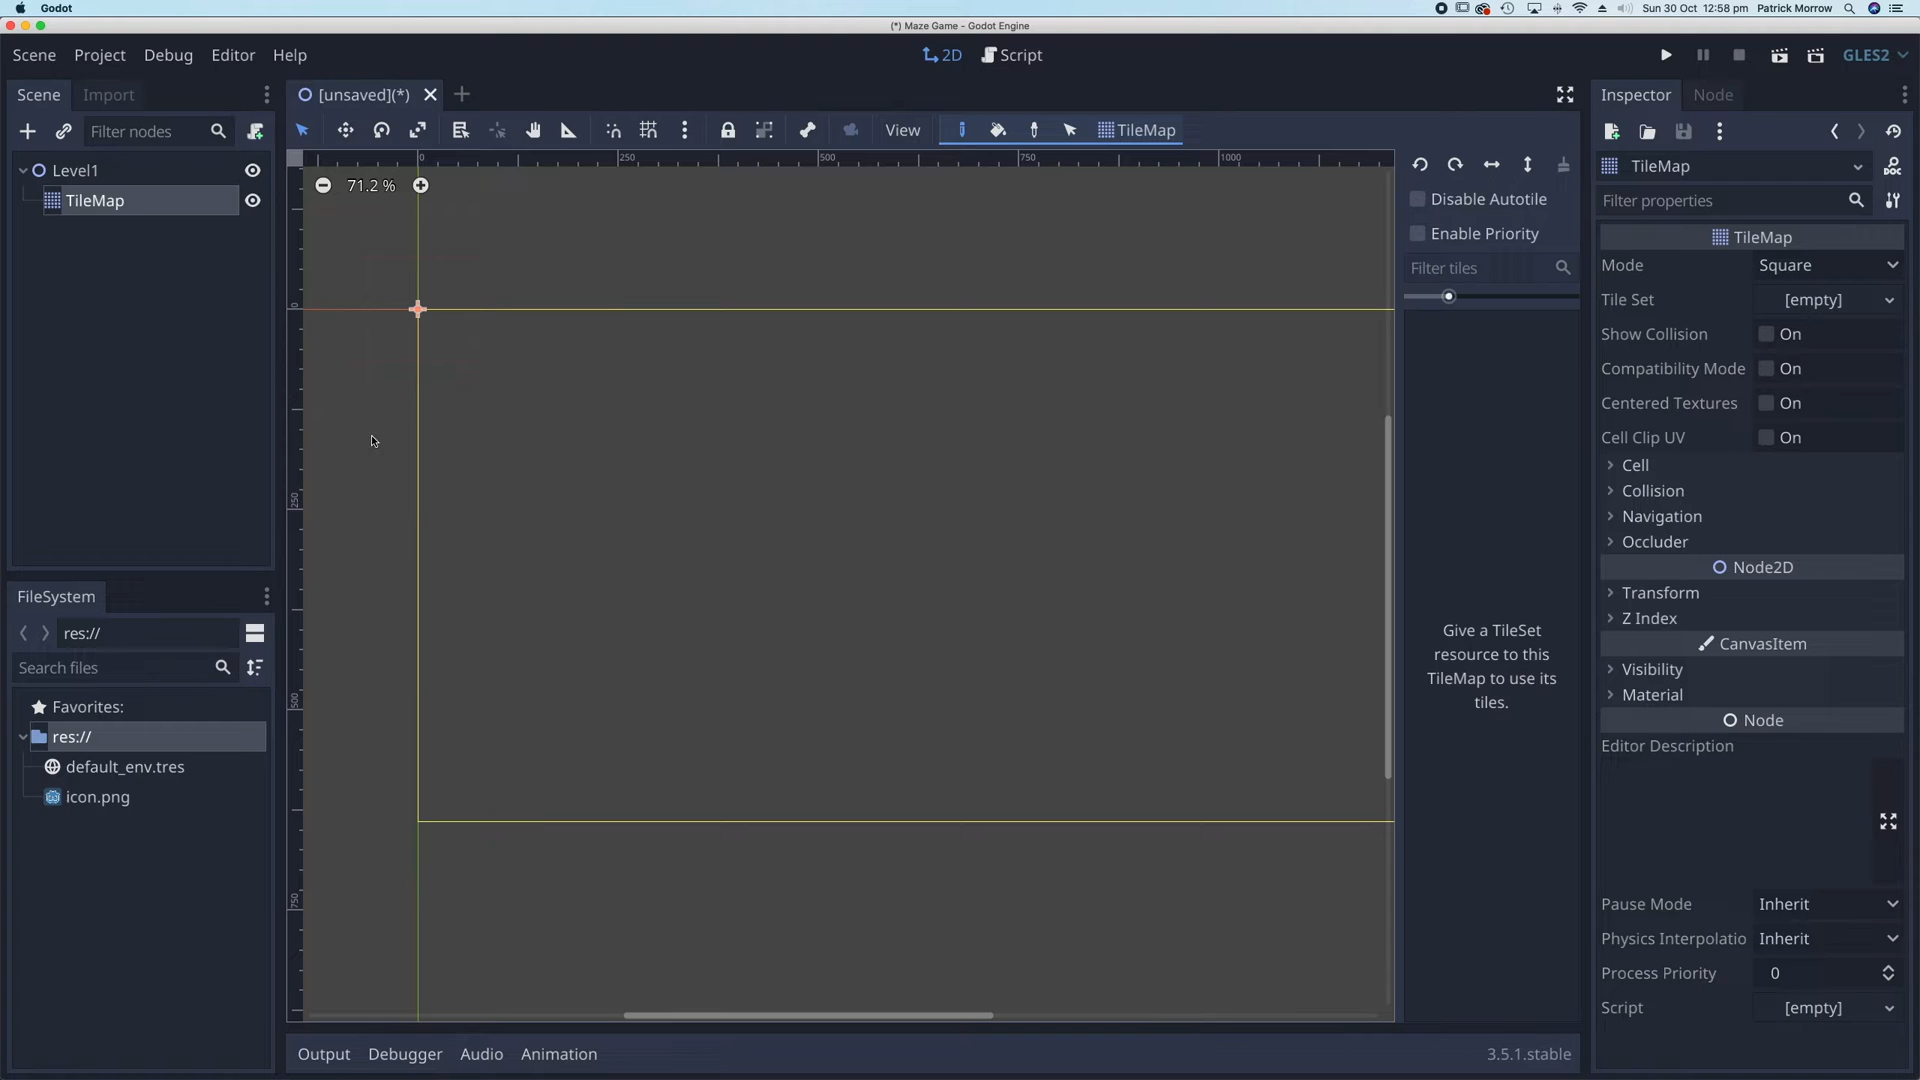 Godot
Sun 30 Oct 12:58 pm Patrick Morrow
(*) Maze Game - Godot Engine
Scene Project Debug Editor Help
2D Script
GLES2
Scene Import
[unsaved](*)
Inspector Node
Filter nodes
View
TileMap
Level1
TileMap
0 250 500 750 1000
71.2 %
0
250
500
750
Disable Autotile
Enable Priority
Filter tiles
Give a TileSet
resource to this
TileMap to use its
tiles.
TileMap
Filter properties
TileMap
Mode Square
Tile Set [empty]
Show Collision On
Compatibility Mode On
Centered Textures On
Cell Clip UV On
Cell
Collision
Navigation
Occluder
Node2D
Transform
Z Index
CanvasItem
Visibility
Material
Node
Editor Description
Pause Mode Inherit
Physics Interpolatio Inherit
Process Priority 0
Script [empty]
FileSystem
res://
Search files
Favorites:
res://
default_env.tres
icon.png
Output Debugger Audio Animation
3.5.1.stable